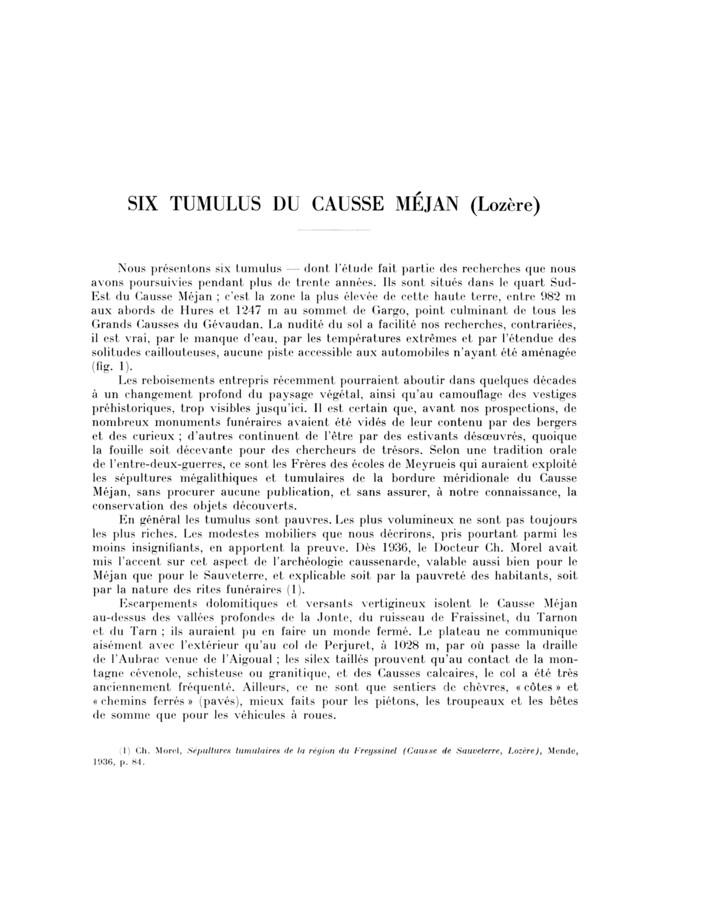 SIX TUMULUS DU CAUSSE MÉJAN (Lozère)
Nous présentons six tumulus — dont l'étude fait partie des recherches que nous
avons poursuivies pendant plus de trente années. Ils sont situés dans le quart Sud-
Est du Causse Méjan ; c'est la zone la plus élevée de cette haute terre, entre 982 m
aux abords de Hures et 1247 m au sommet de Gargo, point culminant de tous les
Grands Causses du Gévaudan. La nudité du sol a facilité nos recherches, contrariées,
il est vrai, par le manque d'eau, par les températures extrêmes et par l'étendue des
solitudes caillouteuses, aucune piste accessible aux automobiles n'ayant été aménagée
(fig. 1).
Les reboisements entrepris récemment pourraient aboutir dans quelques décades
à un changement profond du paysage végétal, ainsi qu'au camouflage des vestiges
préhistoriques, trop visibles jusqu'ici. Il est certain que, avant nos prospections, de
nombreux monuments funéraires avaient été vidés de leur contenu par des bergers
et des curieux ; d'autres continuent de l'être par des estivants désœuvrés, quoique
la fouille soit décevante pour des chercheurs de trésors. Selon une tradition orale
de l'entre-deux-guerres, ce sont les Frères des écoles de Meyrueis qui auraient exploité
les sépultures mégalithiques et tumulaires de la bordure méridionale du Causse
Méjan, sans procurer aucune publication, et sans assurer, à notre connaissance, la
conservation des objets découverts.
En général les tumulus sont pauvres. Les plus volumineux ne sont pas toujours
les plus riches. Les modestes mobiliers que nous décrirons, pris pourtant parmi les
moins insignifiants, en apportent la preuve. Dès 1936, le Docteur Ch. Morel avait
mis l'accent sur cet aspect de l'archéologie caussenarde, valable aussi bien pour le
Méjan que pour le Sauveterre, et explicable soit par la pauvreté des habitants, soit
par la nature des rites funéraires (1).
Escarpements dolomitiques et versants vertigineux isolent le Causse Méjan
au-dessus des vallées profondes de la Jonte, du ruisseau de Fraissinet, du Tarnon
et du Tarn ; ils auraient pu en faire un monde fermé. Le plateau ne communique
aisément avec l'extérieur qu'au col de Perjuret, à 1028 m, par où passe la draille
de l'Aubrac venue de l'Aigoual ; les silex taillés prouvent qu'au contact de la mon-
tagne cévenole, schisteuse ou granitique, et des Causses calcaires, le col a été très
anciennement fréquenté. Ailleurs, ce ne sont que sentiers de chèvres, « côtes » et
« chemins ferrés » (pavés), mieux faits pour les piétons, les troupeaux et les bêtes
de somme que pour les véhicules à roues.
(1) Ch. Morel, Sépultures tumulaires de la région du Freyssinel (Causse de Sauveterre, Lozère), Mende,
1936, p. 84.